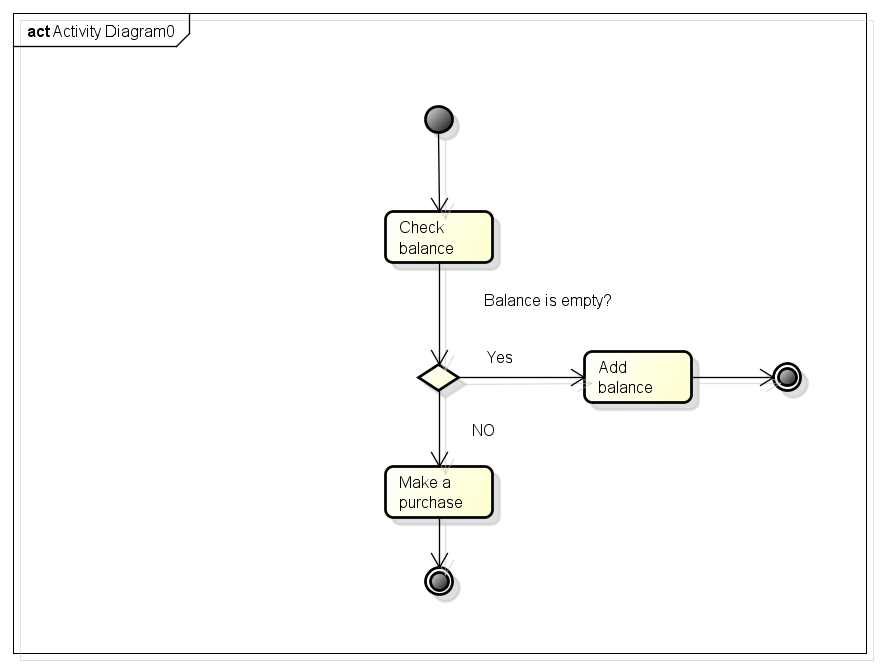 act Activity Diagram0
Check
balance
Balance is empty?
Yes
Add
balance
NO
Make a
purchase